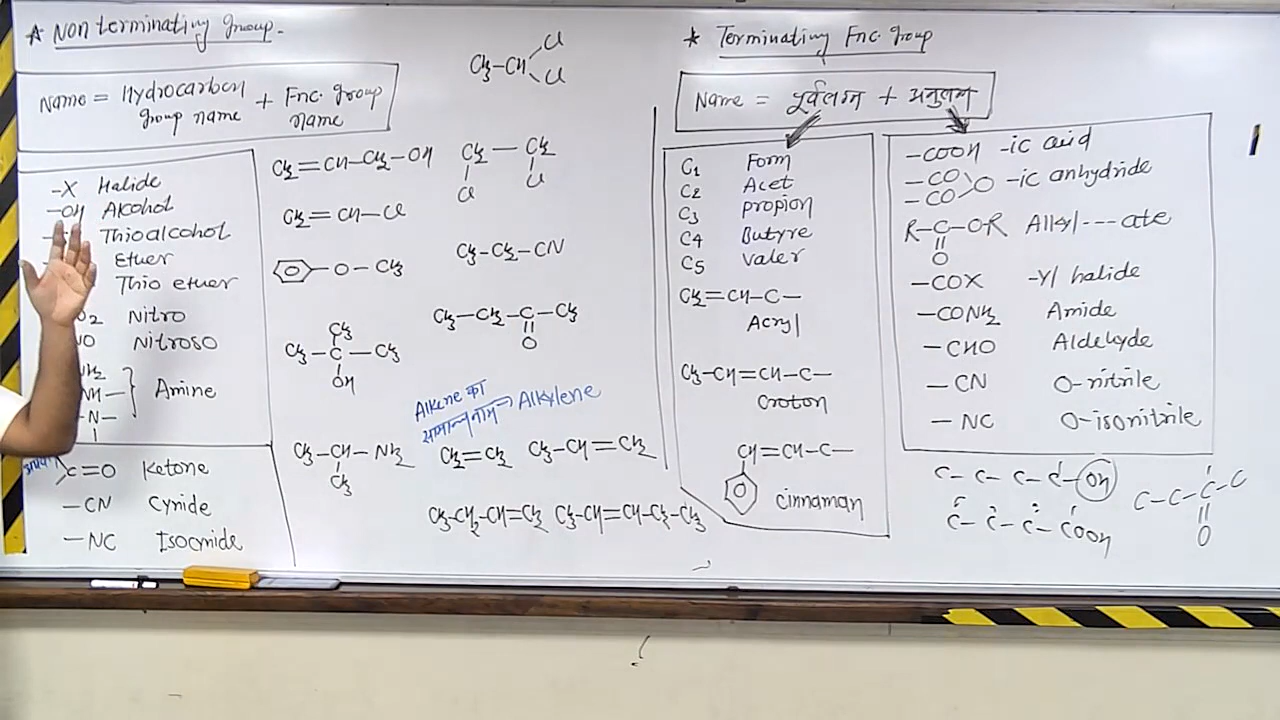 ★ Non terminating group.
Name = Hydrocarbon group name + Fnc. group name
-X Halide
-OH Alcohol
Thioalcohol
Ether
Thio ether
O₂ Nitro
NO Nitroso
NH₂
NH-
-N-
Amine
C=O Ketone
-CN Cynide
-NC Isocynide
CH₃-CH
Cl
Cl
CH₂=CH-CH₂-OH
CH₂-CH₂
Cl Cl
CH₂=CH-Cl
CH₃-CH₂-CN
-O-CH₃
CH₃-CH₂-C-CH₃
O
CH₃
CH₃-C-CH₃
OH
Alkene का
सामान्य नाम → Alkylene
CH₃-CH-NH₂
CH₃
CH₂=CH₂ CH₃-CH=CH₂
CH₃-CH₂-CH=CH₂ CH₃-CH=CH-CH₂-CH₃
★ Terminating Fnc. group
Name = पूर्वलग्न + अनुलग्न
C₁ Form
C₂ Acet
C₃ Propion
C₄ Butyre
C₅ Valer
CH₂=CH-C-
Acryl
CH₃-CH=CH-C-
Croton
CH=CH-C-
Cinnaman
-COOH -ic acid
-CO
-CO
O -ic anhydride
R-C-OR Alkyl---ate
O
-COX -yl halide
-CONH₂ Amide
-CHO Aldehyde
-CN O-nitrile
-NC O-isonitrile
C-C-C-C-OH
C-C-C-COOH
C-C-C-C
O